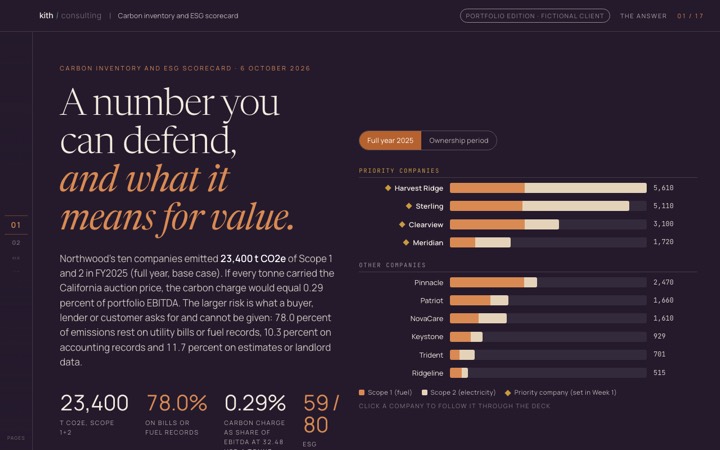 kith / consulting | Carbon inventory and ESG scorecard
PORTFOLIO EDITION · FICTIONAL CLIENT
THE ANSWER 01 / 17
CARBON INVENTORY AND ESG SCORECARD · 6 OCTOBER 2026
A number you
can defend,
and what it
means for value.
Northwood's ten companies emitted 23,400 t CO2e of Scope 1
and 2 in FY2025 (full year, base case). If every tonne carried the
California auction price, the carbon charge would equal 0.29
percent of portfolio EBITDA. The larger risk is what a buyer,
lender or customer asks for and cannot be given: 78.0 percent
of emissions rest on utility bills or fuel records, 10.3 percent on
accounting records and 11.7 percent on estimates or landlord
data.
23,400
T CO2E, SCOPE
1+2
78.0%
ON BILLS OR
FUEL RECORDS
0.29%
CARBON CHARGE
AS SHARE OF
EBITDA AT 32.48
59 /
80
ESG
01
02
PAGES
Full year 2025
Ownership period
PRIORITY COMPANIES
Harvest Ridge 5,610
Sterling 5,110
Clearview 3,100
Meridian 1,720
OTHER COMPANIES
Pinnacle 2,470
Patriot 1,660
NovaCare 1,610
Keystone 929
Trident 701
Ridgeline 515
Scope 1 (fuel) Scope 2 (electricity) Priority company (set in Week 1)
CLICK A COMPANY TO FOLLOW IT THROUGH THE DECK